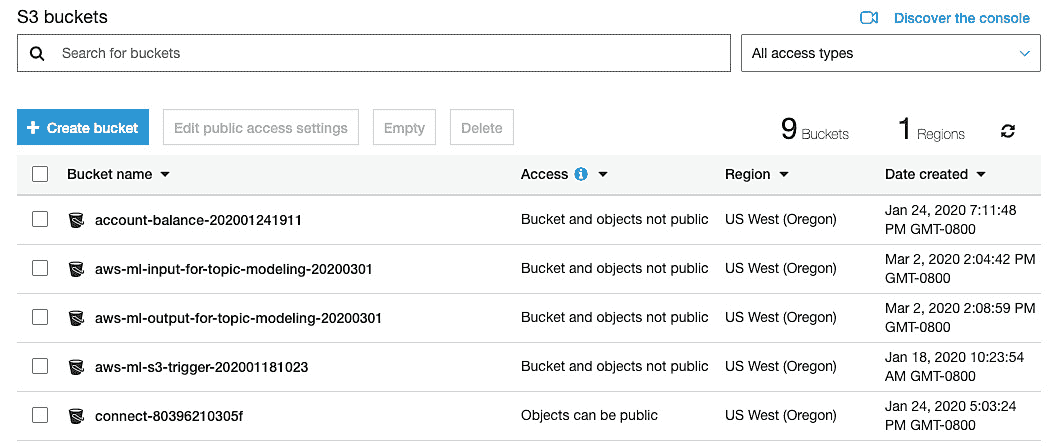 S3 buckets
Discover the console
Search for buckets
All access types
+ Create bucket
Edit public access settings
Empty
Delete
9 Buckets
1 Regions
Bucket name
Access
Region
Date created
account-balance-202001241911
Bucket and objects not public
US West (Oregon)
Jan 24, 2020 7:11:48
PM GMT-0800
aws-ml-input-for-topic-modeling-20200301
Bucket and objects not public
US West (Oregon)
Mar 2, 2020 2:04:42 PM
GMT-0800
aws-ml-output-for-topic-modeling-20200301
Bucket and objects not public
US West (Oregon)
Mar 2, 2020 2:08:59 PM
GMT-0800
aws-ml-s3-trigger-202001181023
Bucket and objects not public
US West (Oregon)
Jan 18, 2020 10:23:54
AM GMT-0800
connect-80396210305f
Objects can be public
US West (Oregon)
Jan 24, 2020 5:03:24
PM GMT-0800